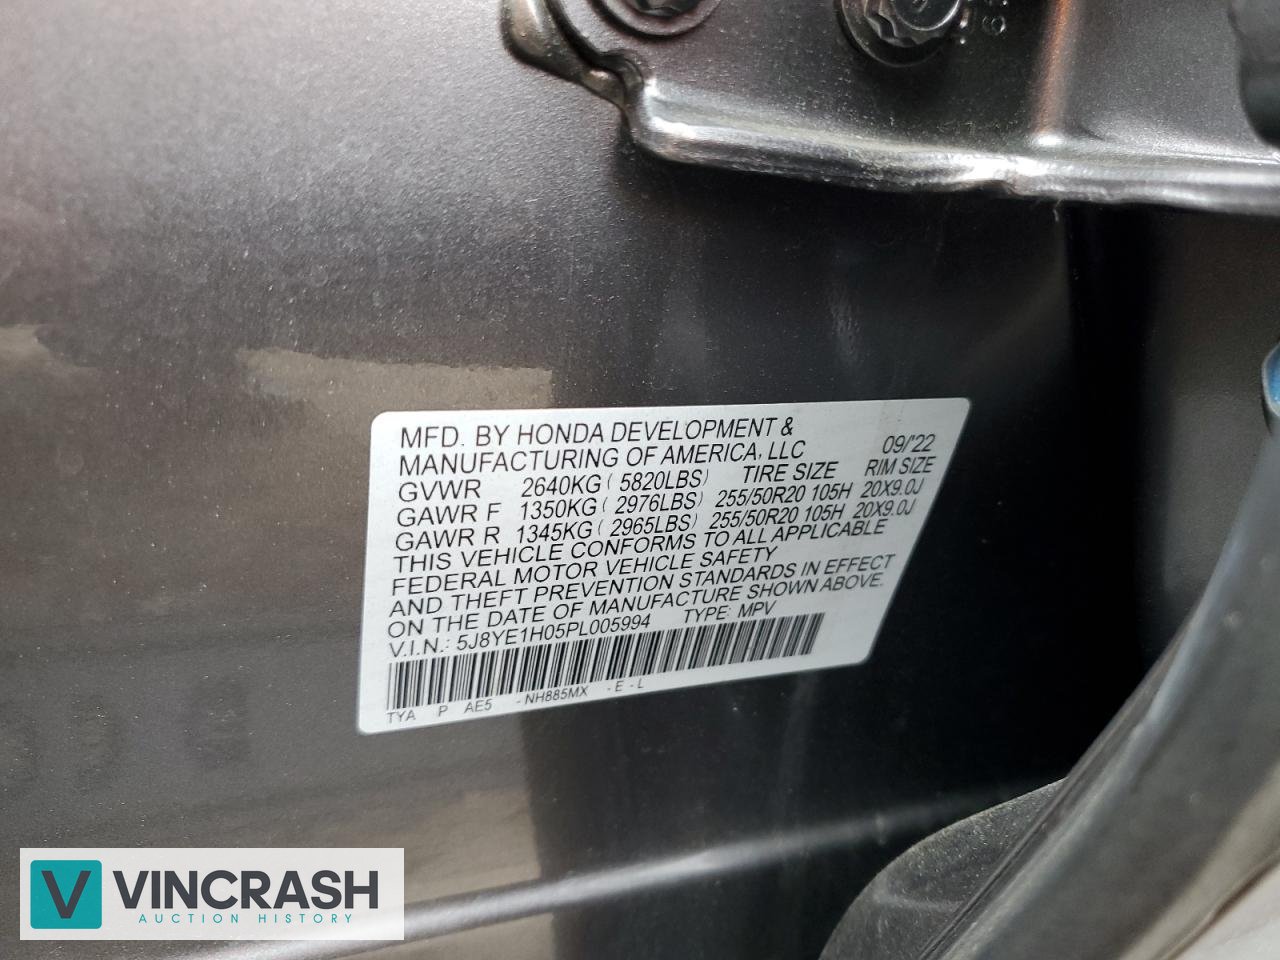 MFD. BY HONDA DEVELOPMENT &
MANUFACTURING OF AMERICA, LLC 09/'22
GVWR 2640KG ( 5820LBS) TIRE SIZE RIM SIZE
GAWR F 1350KG ( 2976LBS) 255/50R20 105H 20X9.0J
GAWR R 1345KG ( 2965LBS) 255/50R20 105H 20X9.0J
THIS VEHICLE CONFORMS TO ALL APPLICABLE
FEDERAL MOTOR VEHICLE SAFETY
AND THEFT PREVENTION STANDARDS IN EFFECT
ON THE DATE OF MANUFACTURE SHOWN ABOVE.
V.I.N.: 5J8YE1H05PL005994 TYPE: MPV
TYA P AE5 - NH885MX - E - L
V VINCRASH
AUCTION HISTORY